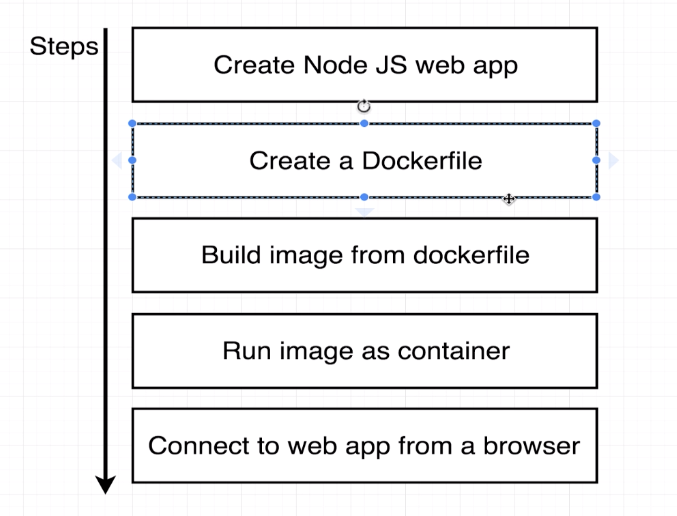 Steps
Create Node JS web app
Create a Dockerfile
Build image from dockerfile
Run image as container
Connect to web app from a browser